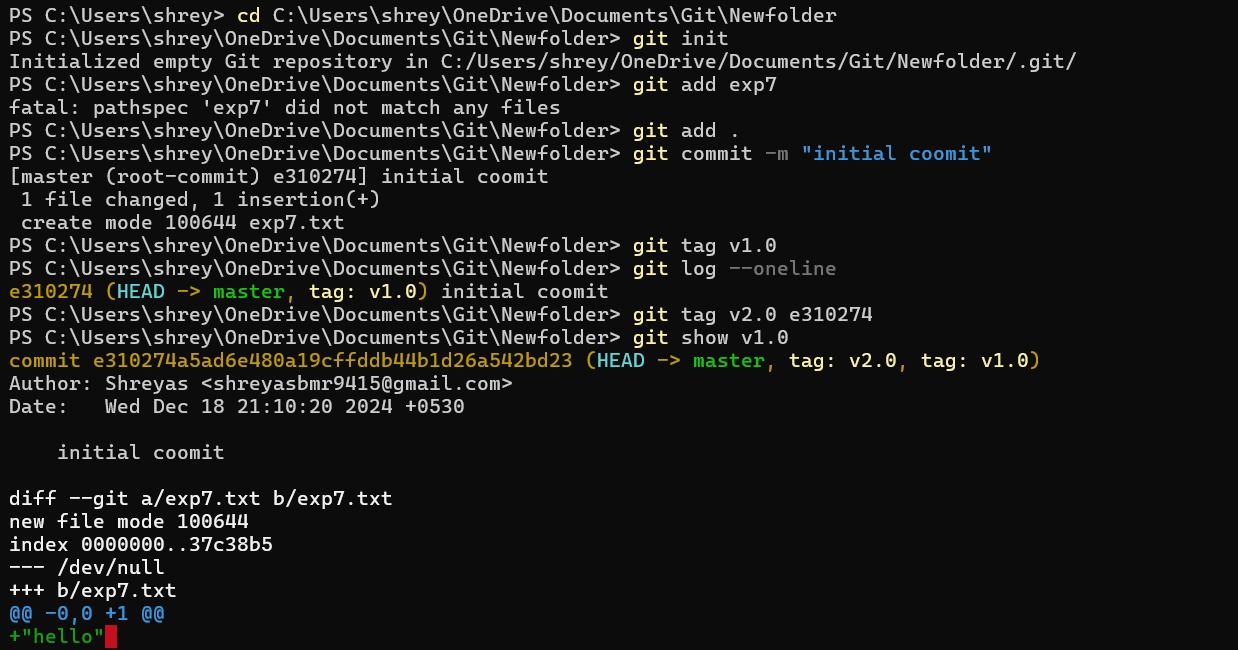 PS C:\Users\shrey> cd C:\Users\shrey\OneDrive\Documents\Git\Newfolder
PS C:\Users\shrey\OneDrive\Documents\Git\Newfolder> git init
Initialized empty Git repository in C:/Users/shrey/OneDrive/Documents/Git/Newfolder/.git/
PS C:\Users\shrey\OneDrive\Documents\Git\Newfolder> git add exp7
fatal: pathspec 'exp7' did not match any files
PS C:\Users\shrey\OneDrive\Documents\Git\Newfolder> git add .
PS C:\Users\shrey\OneDrive\Documents\Git\Newfolder> git commit -m "initial coomit"
[master (root-commit) e310274] initial coomit
 1 file changed, 1 insertion(+)
 create mode 100644 exp7.txt
PS C:\Users\shrey\OneDrive\Documents\Git\Newfolder> git tag v1.0
PS C:\Users\shrey\OneDrive\Documents\Git\Newfolder> git log --oneline
e310274 (HEAD -> master, tag: v1.0) initial coomit
PS C:\Users\shrey\OneDrive\Documents\Git\Newfolder> git tag v2.0 e310274
PS C:\Users\shrey\OneDrive\Documents\Git\Newfolder> git show v1.0
commit e310274a5ad6e480a19cffddb44b1d26a542bd23 (HEAD -> master, tag: v2.0, tag: v1.0)
Author: Shreyas <shreyasbmr9415@gmail.com>
Date:   Wed Dec 18 21:10:20 2024 +0530

    initial coomit

diff --git a/exp7.txt b/exp7.txt
new file mode 100644
index 0000000..37c38b5
--- /dev/null
+++ b/exp7.txt
@@ -0,0 +1 @@
+"hello"